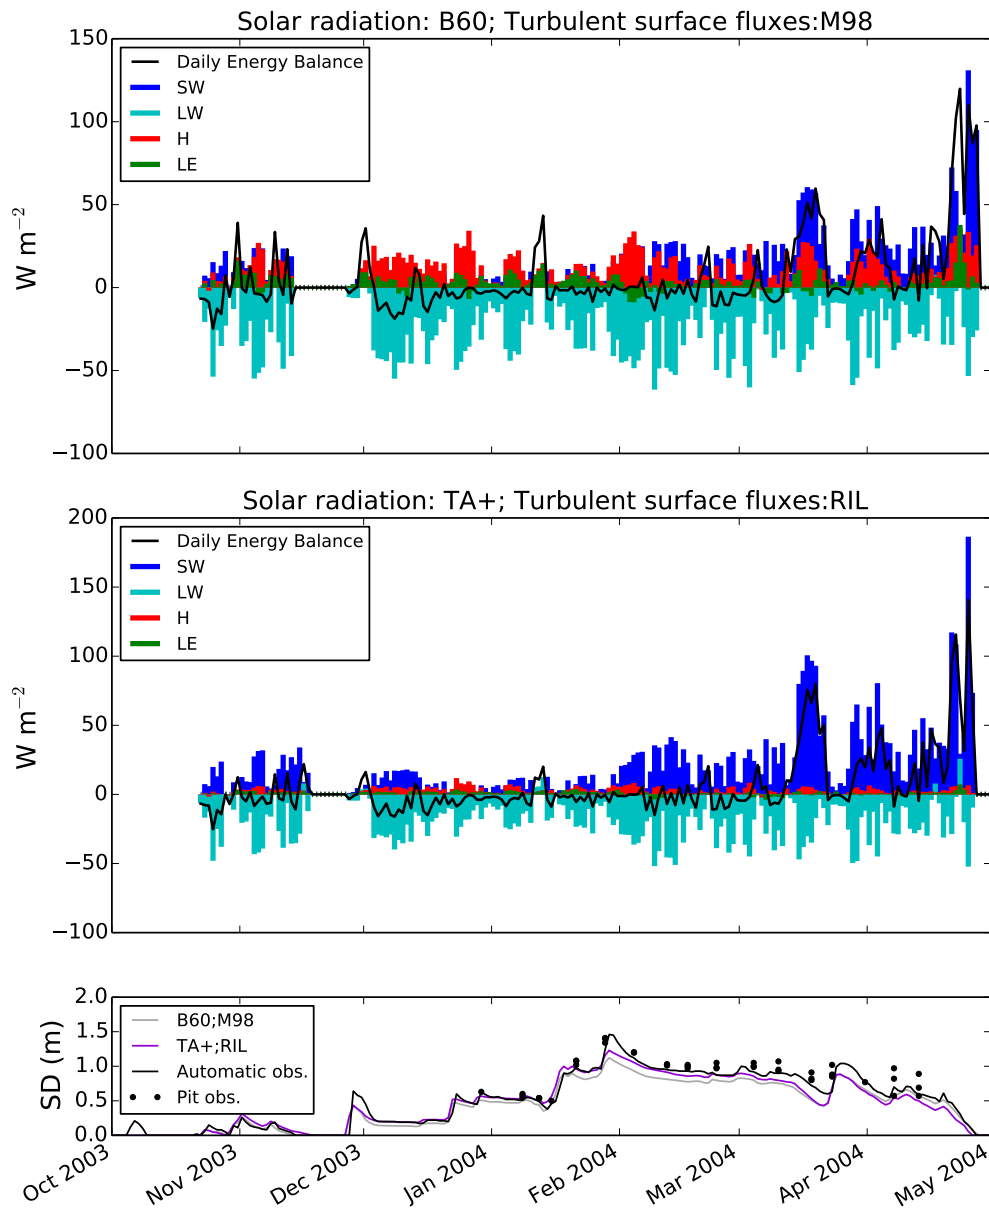 Solar radiation: B60; Turbulent surface fluxes:M98
150
100
50
0
−50
−100
W m−2
Daily Energy Balance
SW
LW
H
LE
Solar radiation: TA+; Turbulent surface fluxes:RIL
200
150
100
50
0
−50
−100
W m−2
Daily Energy Balance
SW
LW
H
LE
2.0
1.5
1.0
0.5
0.0
SD (m)
B60;M98
TA+;RIL
Automatic obs.
Pit obs.
Oct 2003
Nov 2003
Dec 2003
Jan 2004
Feb 2004
Mar 2004
Apr 2004
May 2004